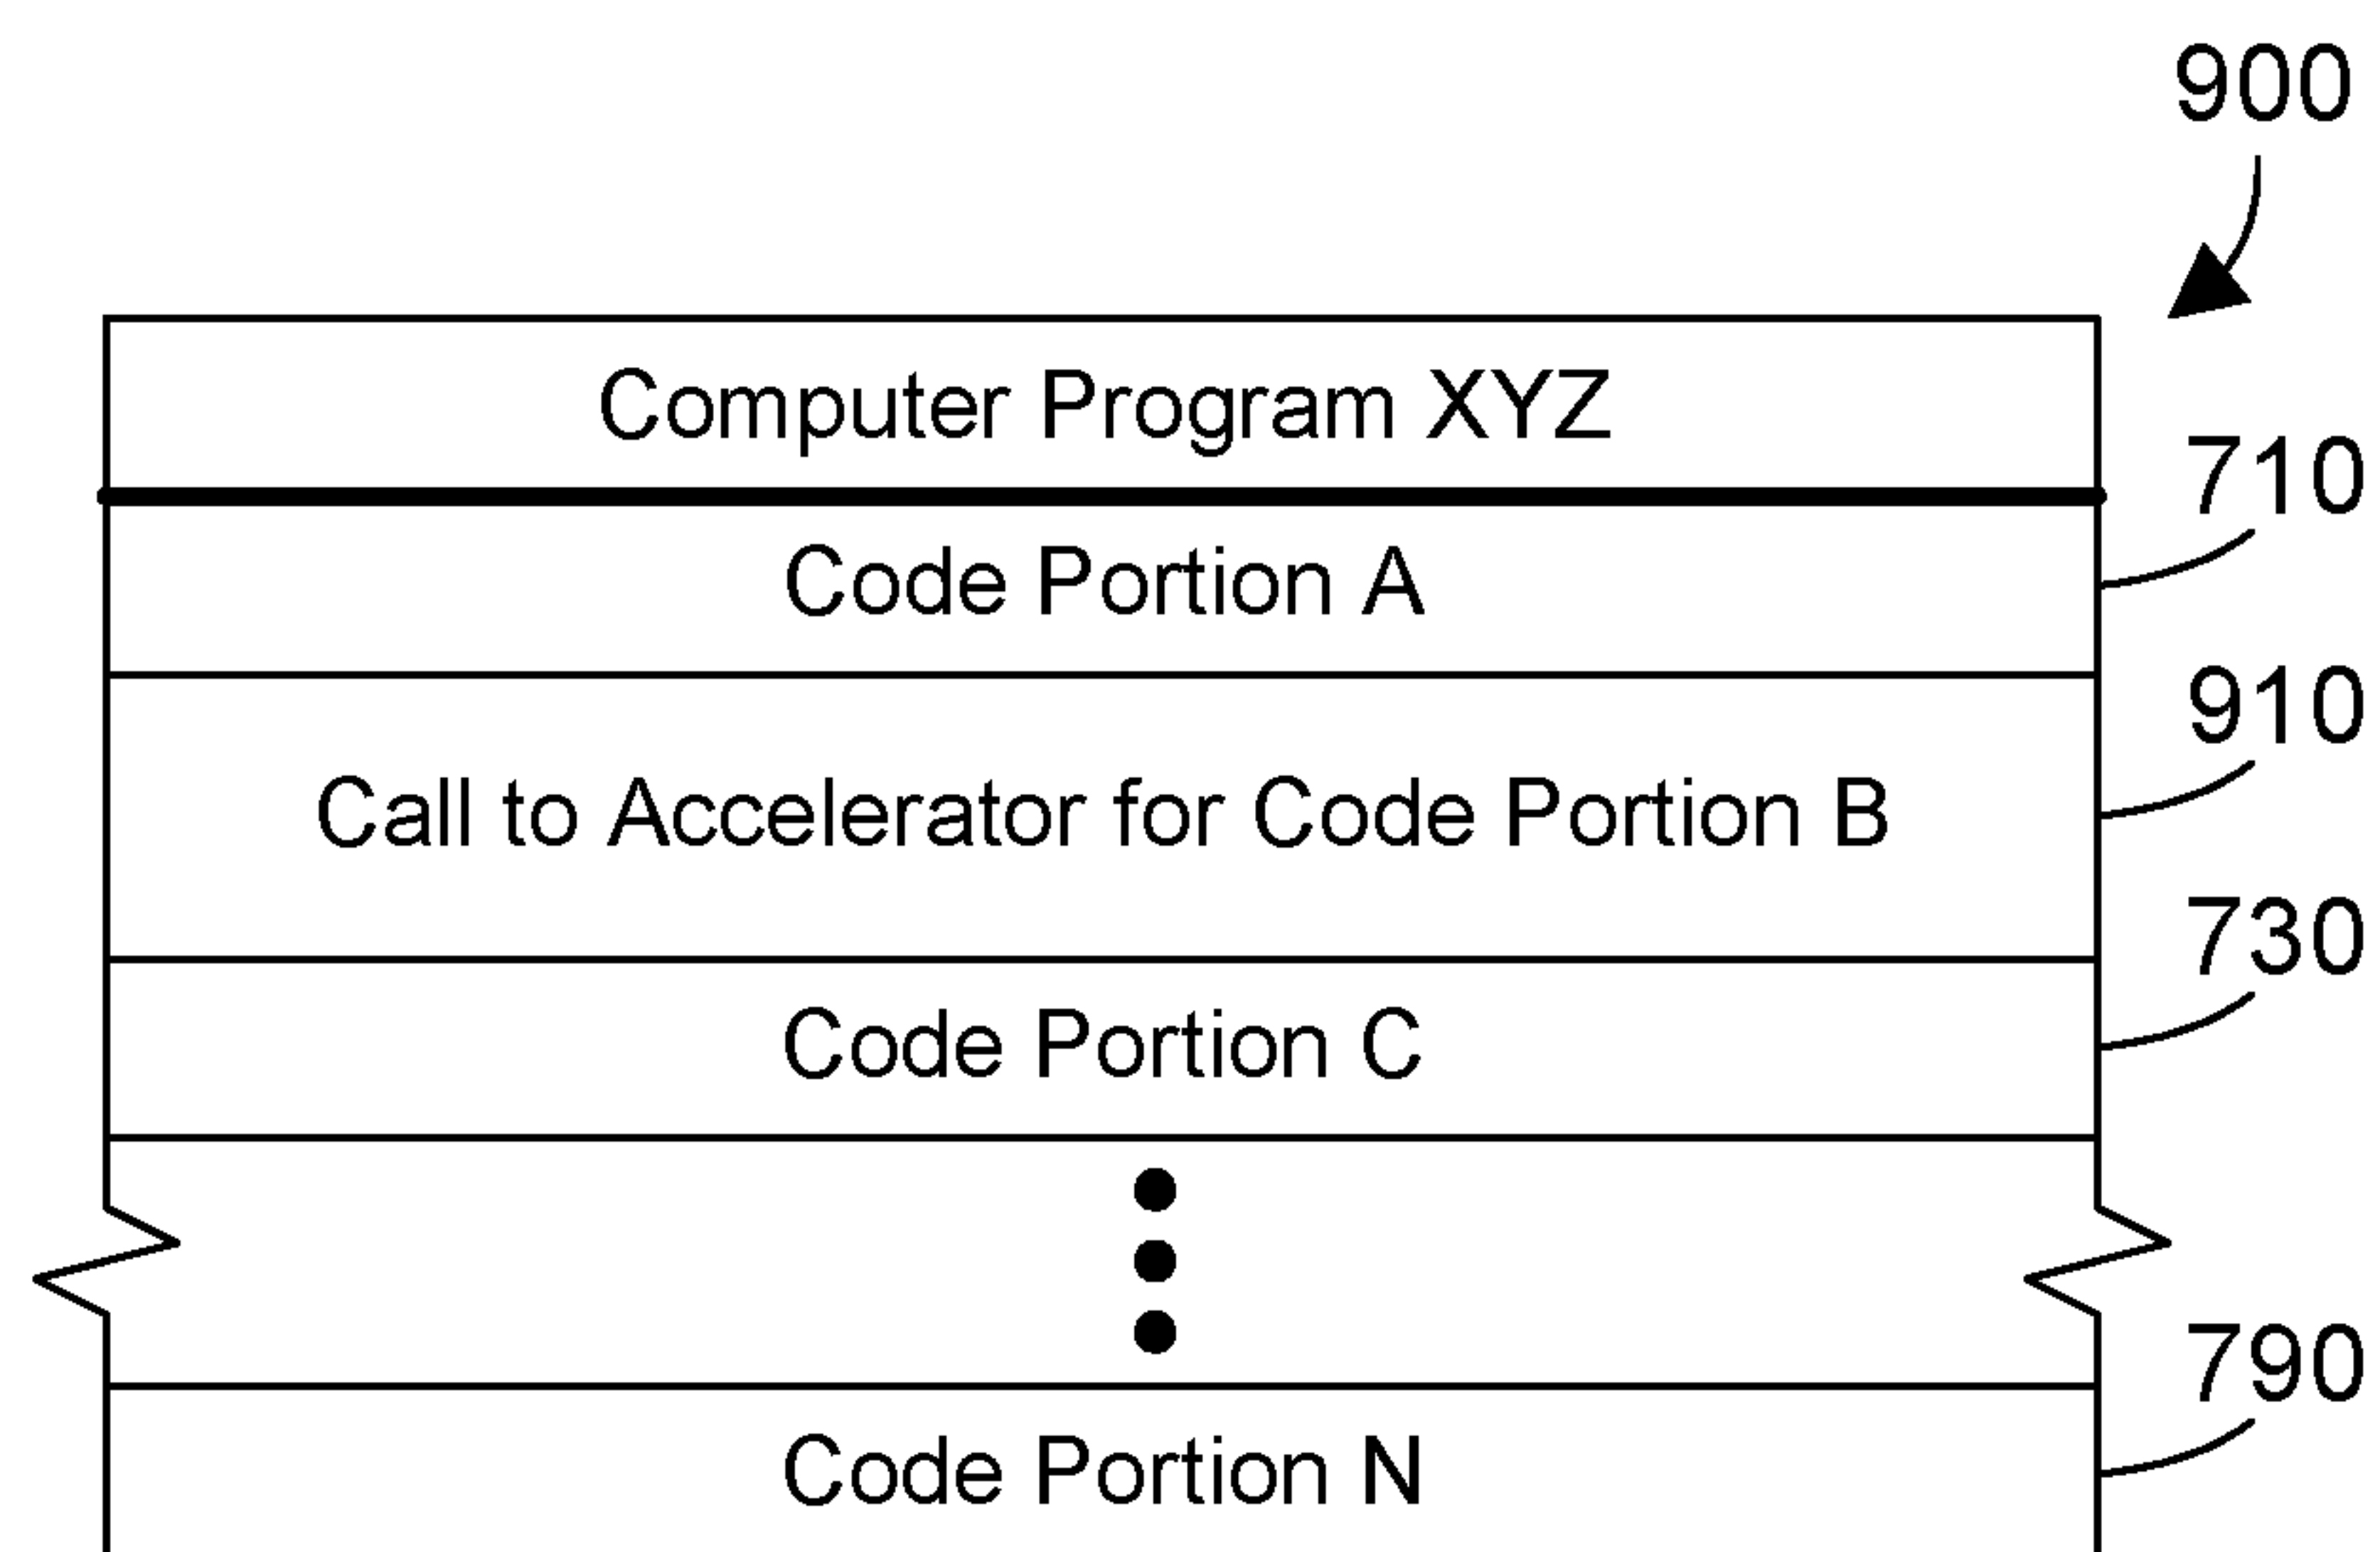 900
Computer Program XYZ
710
Code Portion A
910
Call to Accelerator for Code Portion B
730
Code Portion C
790
Code Portion N